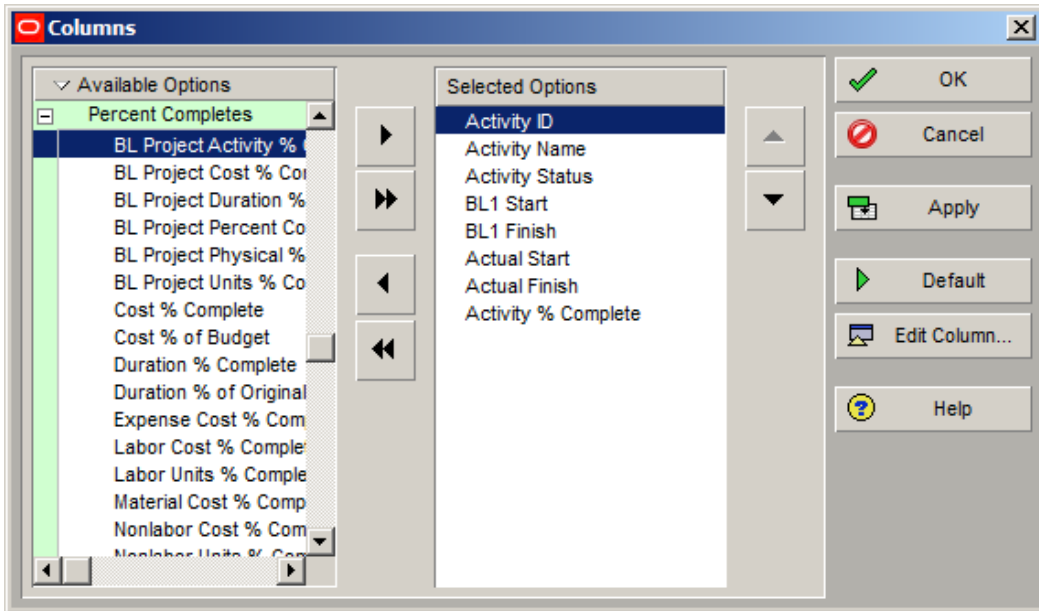 Columns
Available Options
Percent Completes
BL Project Activity %
BL Project Cost % Co
BL Project Duration %
BL Project Percent Co
BL Project Physical %
BL Project Units % Co
Cost % Complete
Cost % of Budget
Duration % Complete
Duration % of Original
Expense Cost % Com
Labor Cost % Comple
Labor Units % Comple
Material Cost % Comp
Nonlabor Cost % Com
Nonlabor Units % Com
Selected Options
Activity ID
Activity Name
Activity Status
BL1 Start
BL1 Finish
Actual Start
Actual Finish
Activity % Complete
OK
Cancel
Apply
Default
Edit Column...
Help